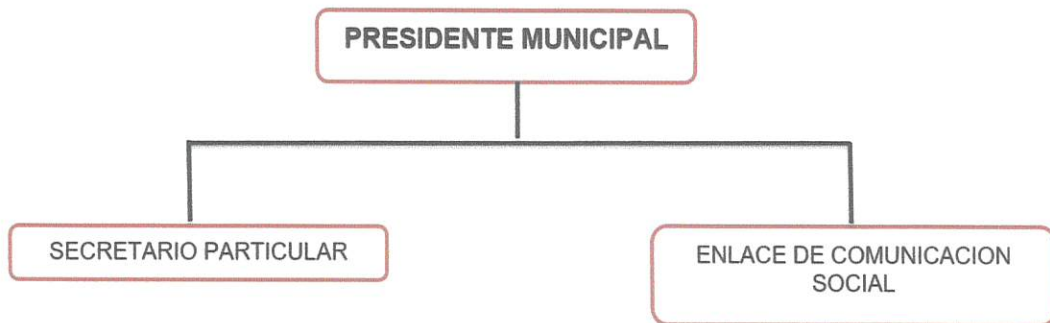 PRESIDENTE MUNICIPAL
SECRETARIO PARTICULAR
ENLACE DE COMUNICACION
SOCIAL